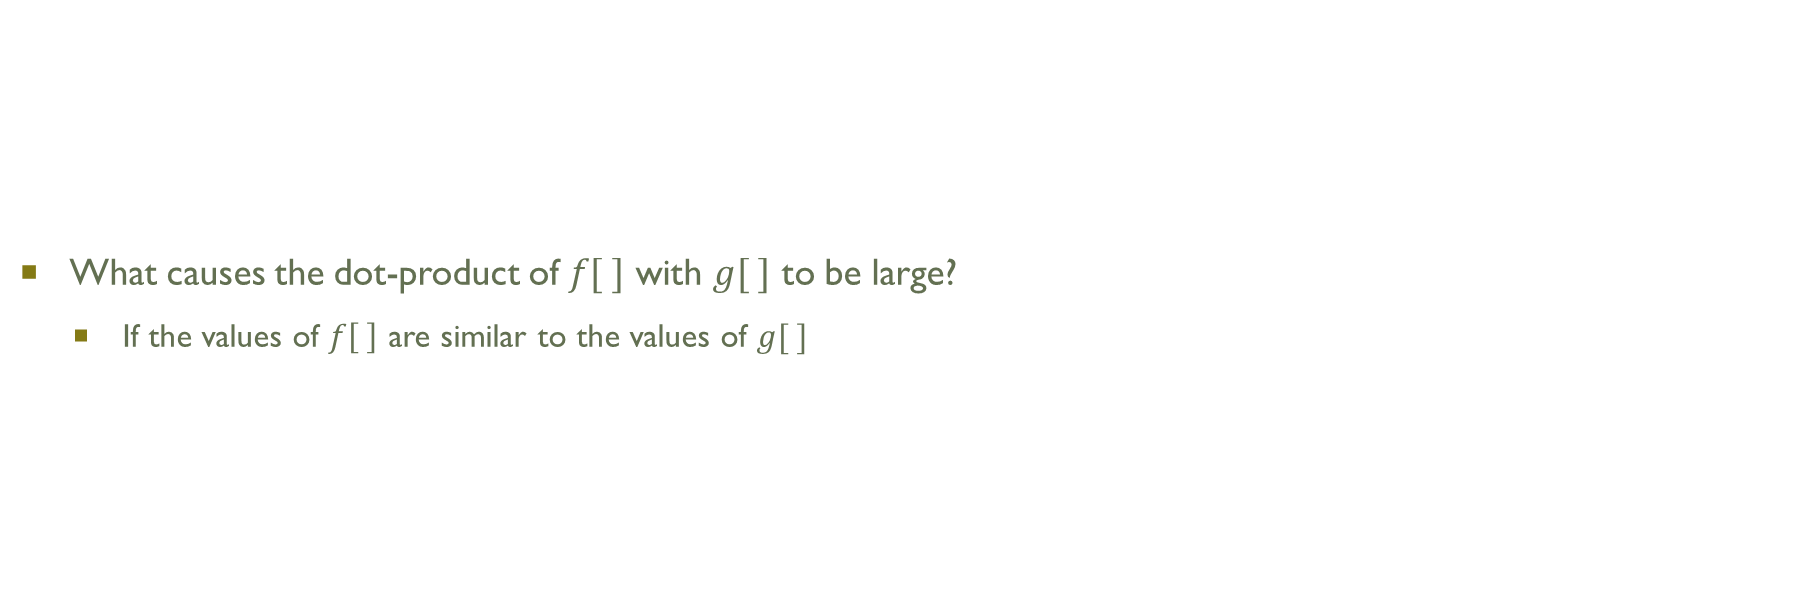 ▪ What causes the dot-product of f[ ] with g[ ] to be large?
▪ If the values of f[ ] are similar to the values of g[ ]